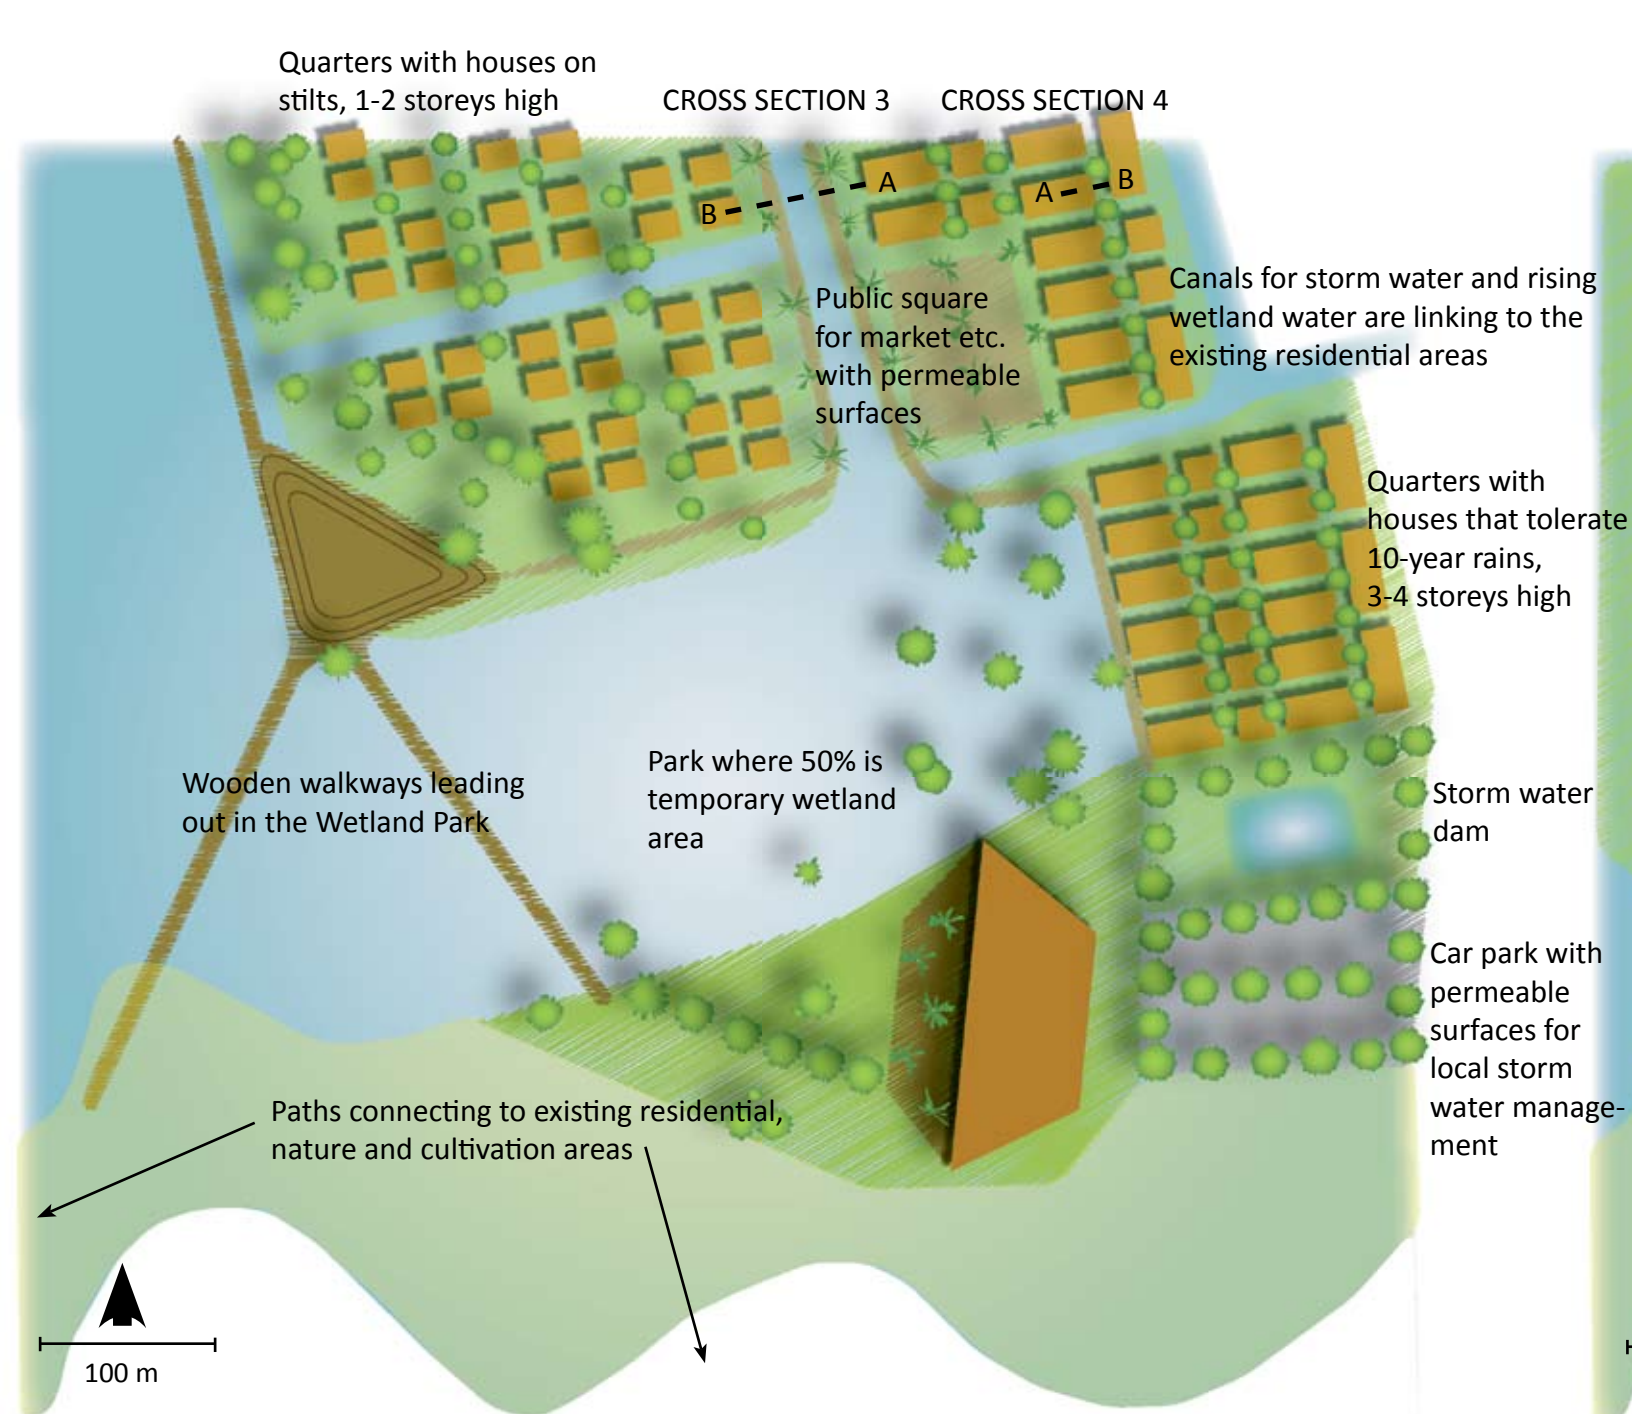 Quarters with houses on
stilts, 1-2 storeys high
CROSS SECTION 3
CROSS SECTION 4
A
B
A
B
Canals for storm water and rising
wetland water are linking to the
existing residential areas
Public square
for market etc.
with permeable
surfaces
Quarters with
houses that tolerate
10-year rains,
3-4 storeys high
Wooden walkways leading
out in the Wetland Park
Park where 50% is
temporary wetland
area
Storm water
dam
Car park with
permeable
surfaces for
local storm
water manage-
ment
Paths connecting to existing residential,
nature and cultivation areas
100 m